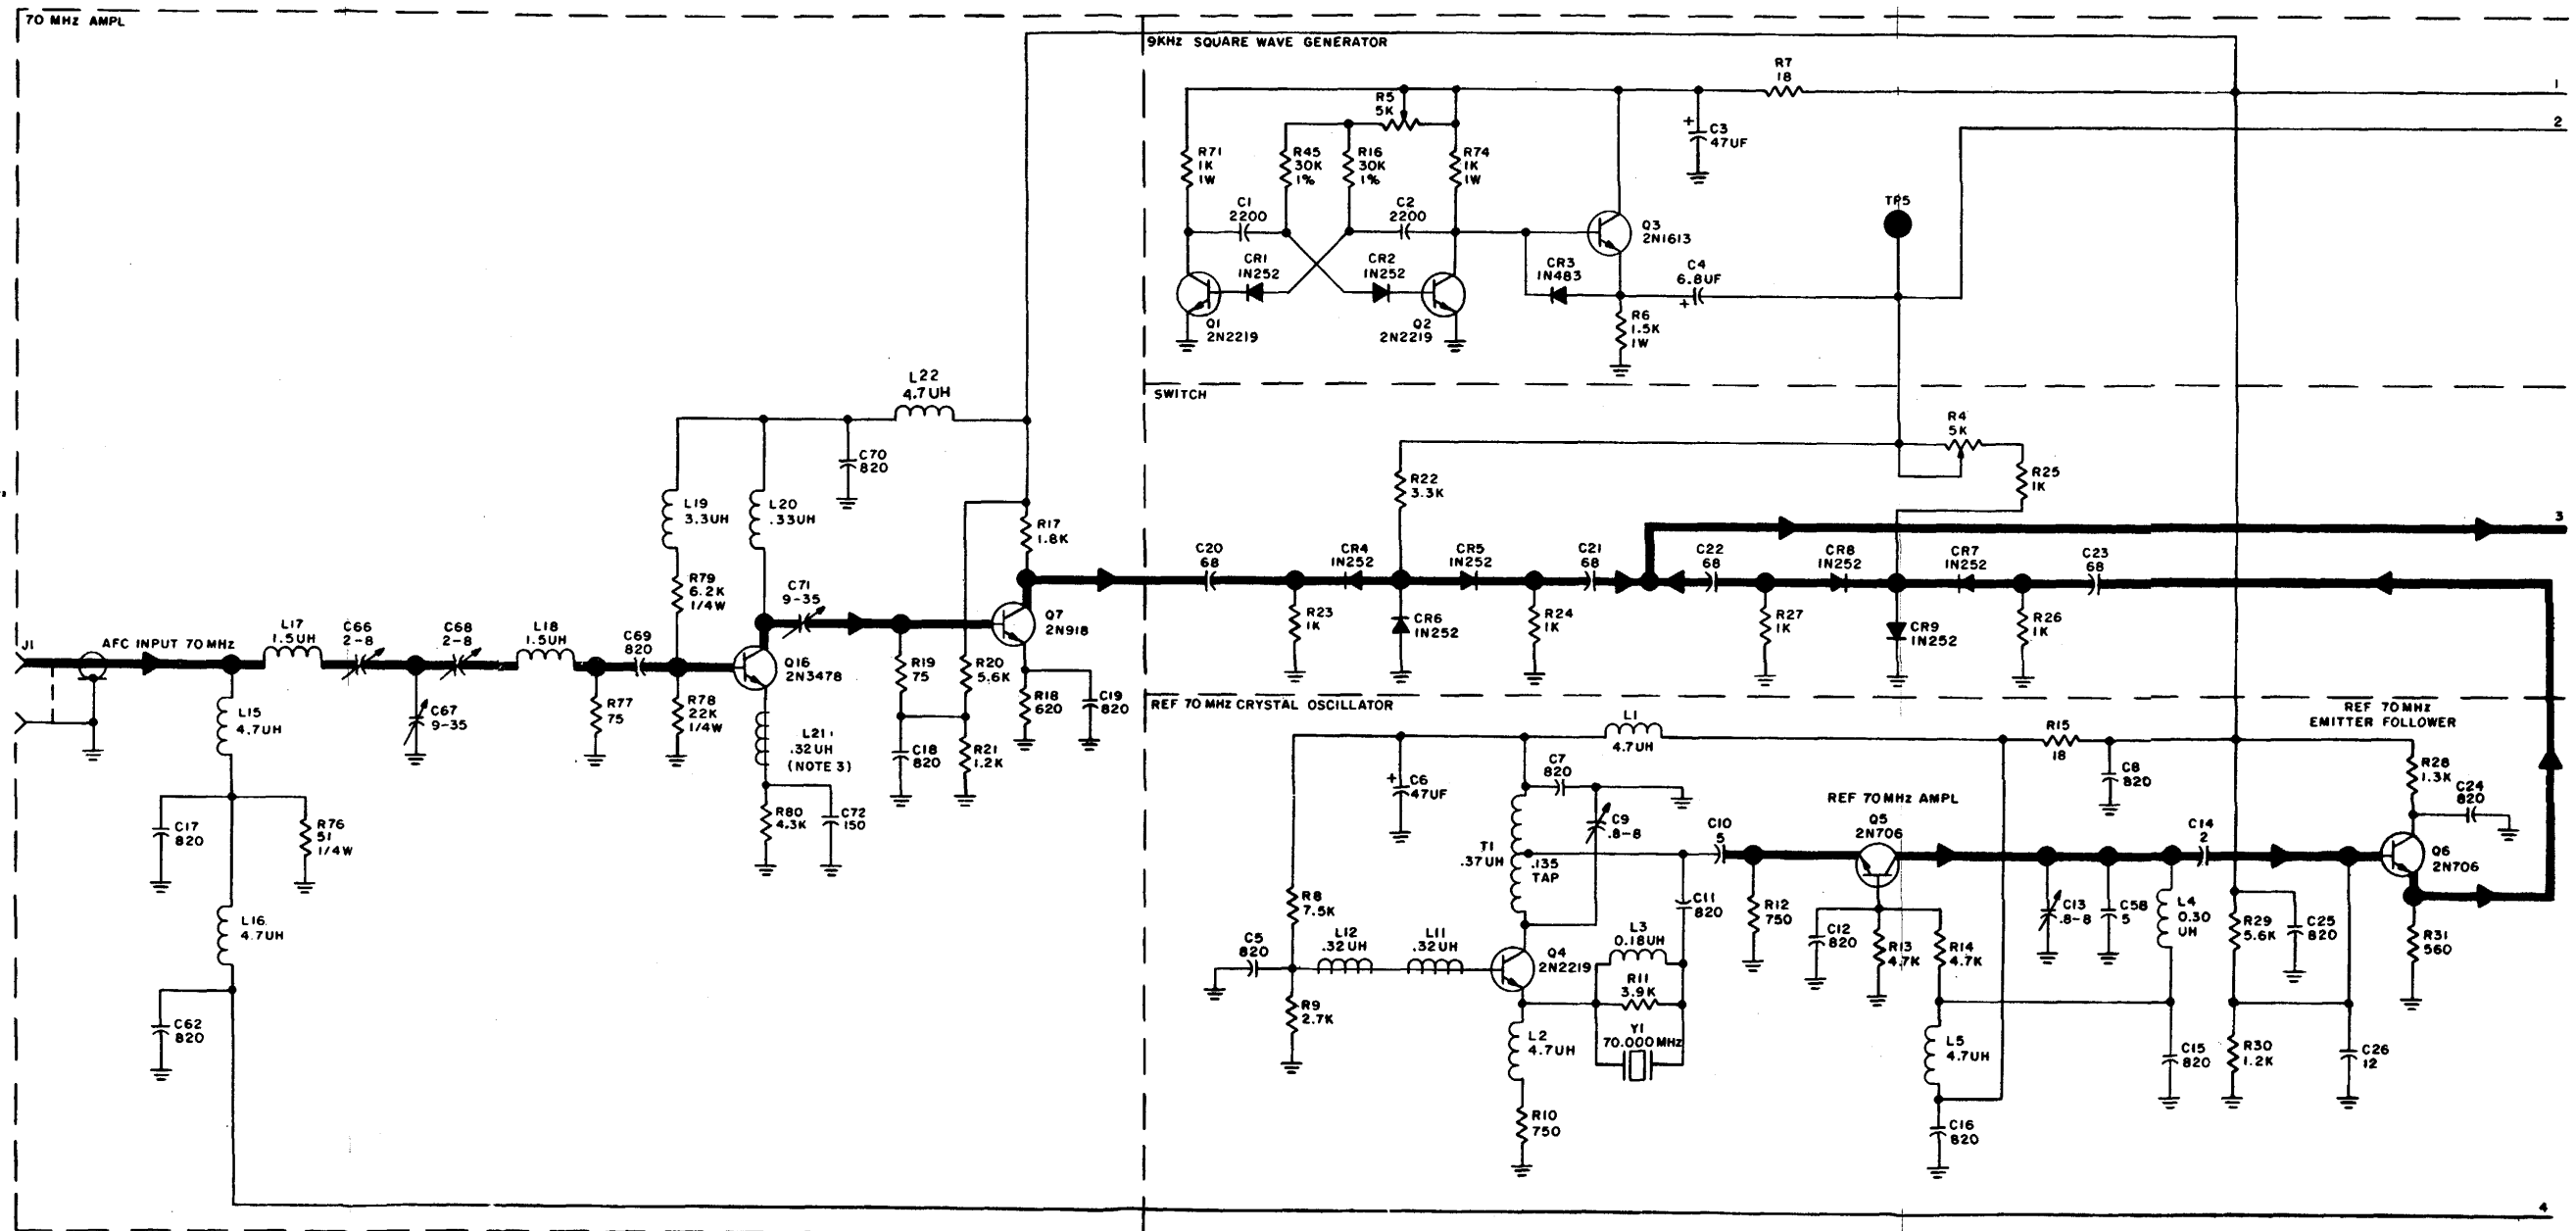 70 MHz AMPL
9KHz SQUARE WAVE GENERATOR
R7
18
1
R5
5K
C3
47UF
2
R71
1K
1W
R45
30K
1%
R16
30K
1%
R74
1K
1W
C1
2200
C2
2200
TP5
Q3
2N1613
CR1
1N252
CR2
1N252
CR3
1N483
C4
6.8UF
Q1
2N2219
Q2
2N2219
R6
1.5K
1W
L22
4.7UH
SWITCH
R4
5K
C70
820
R22
3.3K
R25
1K
L19
3.3UH
L20
.33UH
R17
1.8K
3
C20
68
CR4
1N252
CR5
1N252
C21
68
C22
68
CR8
1N252
CR7
1N252
C23
68
R79
6.2K
1/4W
C71
9-35
Q7
2N918
R23
1K
CR6
1N252
R24
1K
R27
1K
CR9
1N252
R26
1K
J1
AFC INPUT 70 MHz
L17
1.5UH
C66
2-8
C68
2-8
L18
1.5UH
C69
820
Q16
2N3478
R19
75
R20
5.6K
R18
620
C19
820
C67
9-35
R77
75
R78
22K
1/4W
L15
4.7UH
L21
.32UH
(NOTE 3)
C18
820
R21
1.2K
REF 70 MHz CRYSTAL OSCILLATOR
REF 70 MHz
EMITTER FOLLOWER
L1
4.7UH
R15
18
C6
47UF
C7
820
C8
820
R28
1.3K
C24
820
C17
820
R76
51
1/4W
R80
4.3K
C72
150
C9
.8-8
T1
.37UH
.135
TAP
C10
5
REF 70 MHz AMPL
Q5
2N706
C14
2
Q6
2N706
R8
7.5K
C11
820
R12
750
C12
820
R13
4.7K
R14
4.7K
C13
.8-8
C58
5
L4
0.30
UH
R29
5.6K
C25
820
R31
560
L16
4.7UH
C5
820
L12
.32UH
L11
.32UH
Q4
2N2219
L3
0.18UH
R11
3.9K
R9
2.7K
C62
820
L2
4.7UH
Y1
70.000 MHz
L5
4.7UH
C15
820
R30
1.2K
C26
12
R10
750
C16
820
4